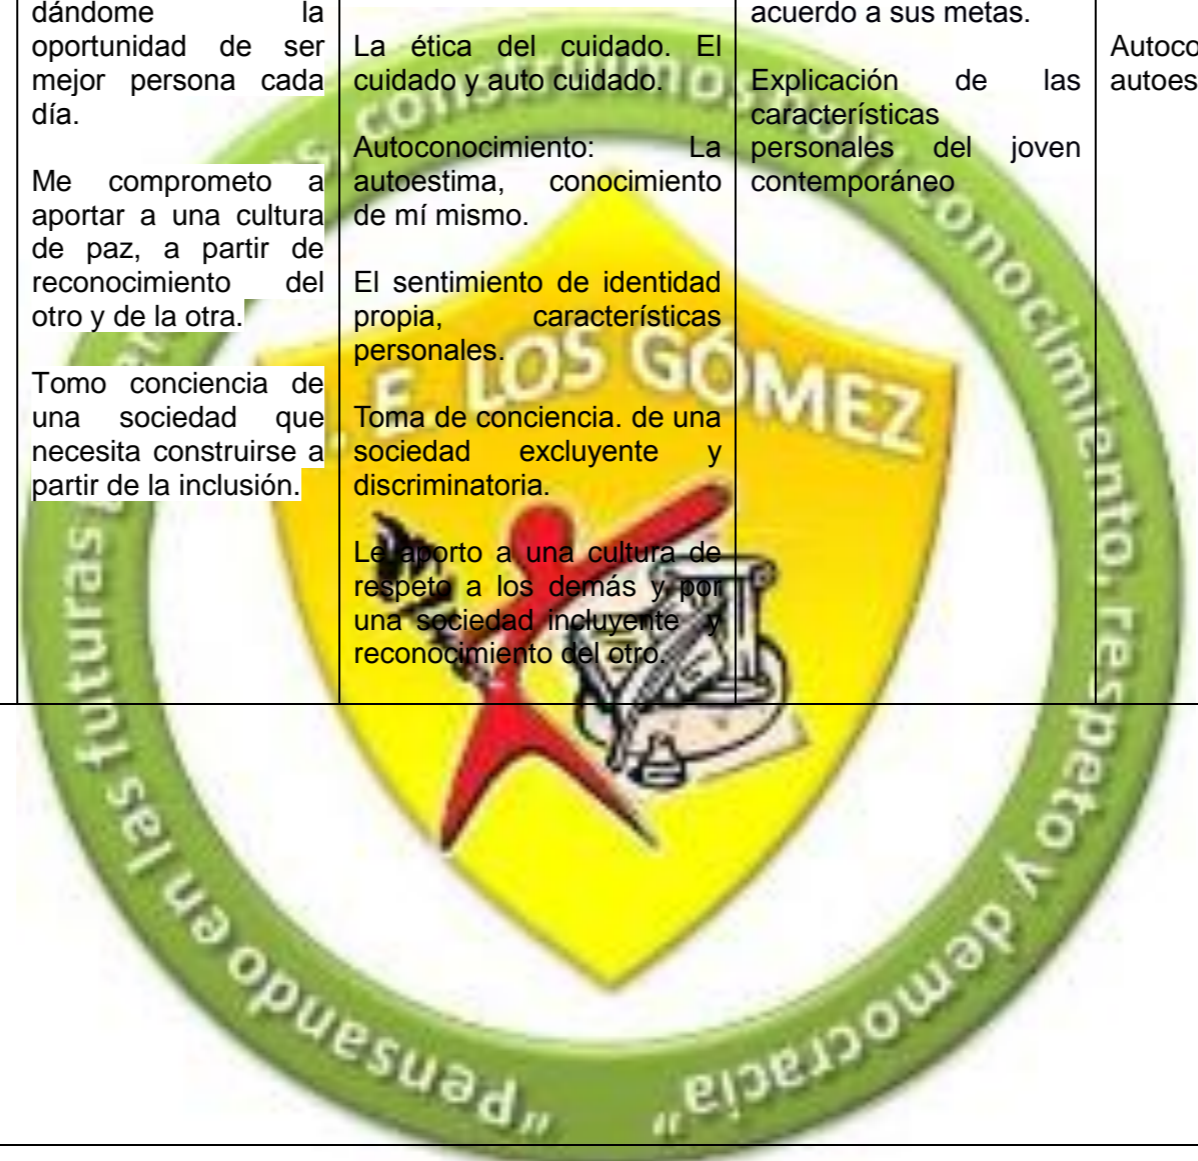 dándome la
oportunidad de ser
mejor persona cada
día.
Me comprometo a
aportar a una cultura
de paz, a partir de
reconocimiento del
otro y de la otra.
Tomo conciencia de
una sociedad que
necesita construirse a
partir de la inclusión.
La ética del cuidado. El
cuidado y auto cuidado.
Autoconocimiento: La
autoestima, conocimiento
de mí mismo.
El sentimiento de identidad
propia, características
personales.
Toma de conciencia. de una
sociedad excluyente y
discriminatoria.
Le aporto a una cultura de
respeto a los demás y por
una sociedad incluyente y
reconocimiento del otro.
acuerdo a sus metas.
Explicación de las
características
personales del joven
contemporáneo
Autoco
autoes
E. LOS GÓMEZ
"pensando en las futuras
construimos conocimiento, respeto y democracia"